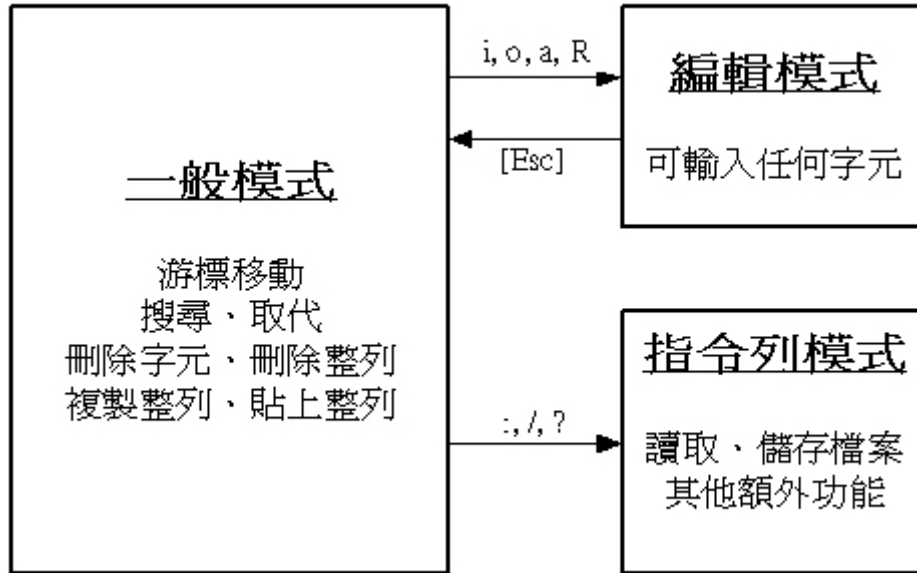 一般模式
游標移動
搜尋、取代
刪除字元、刪除整列
複製整列、貼上整列
i, o, a, R
[Esc]
編輯模式
可輸入任何字元
:, /, ?
指令列模式
讀取、儲存檔案
其他額外功能